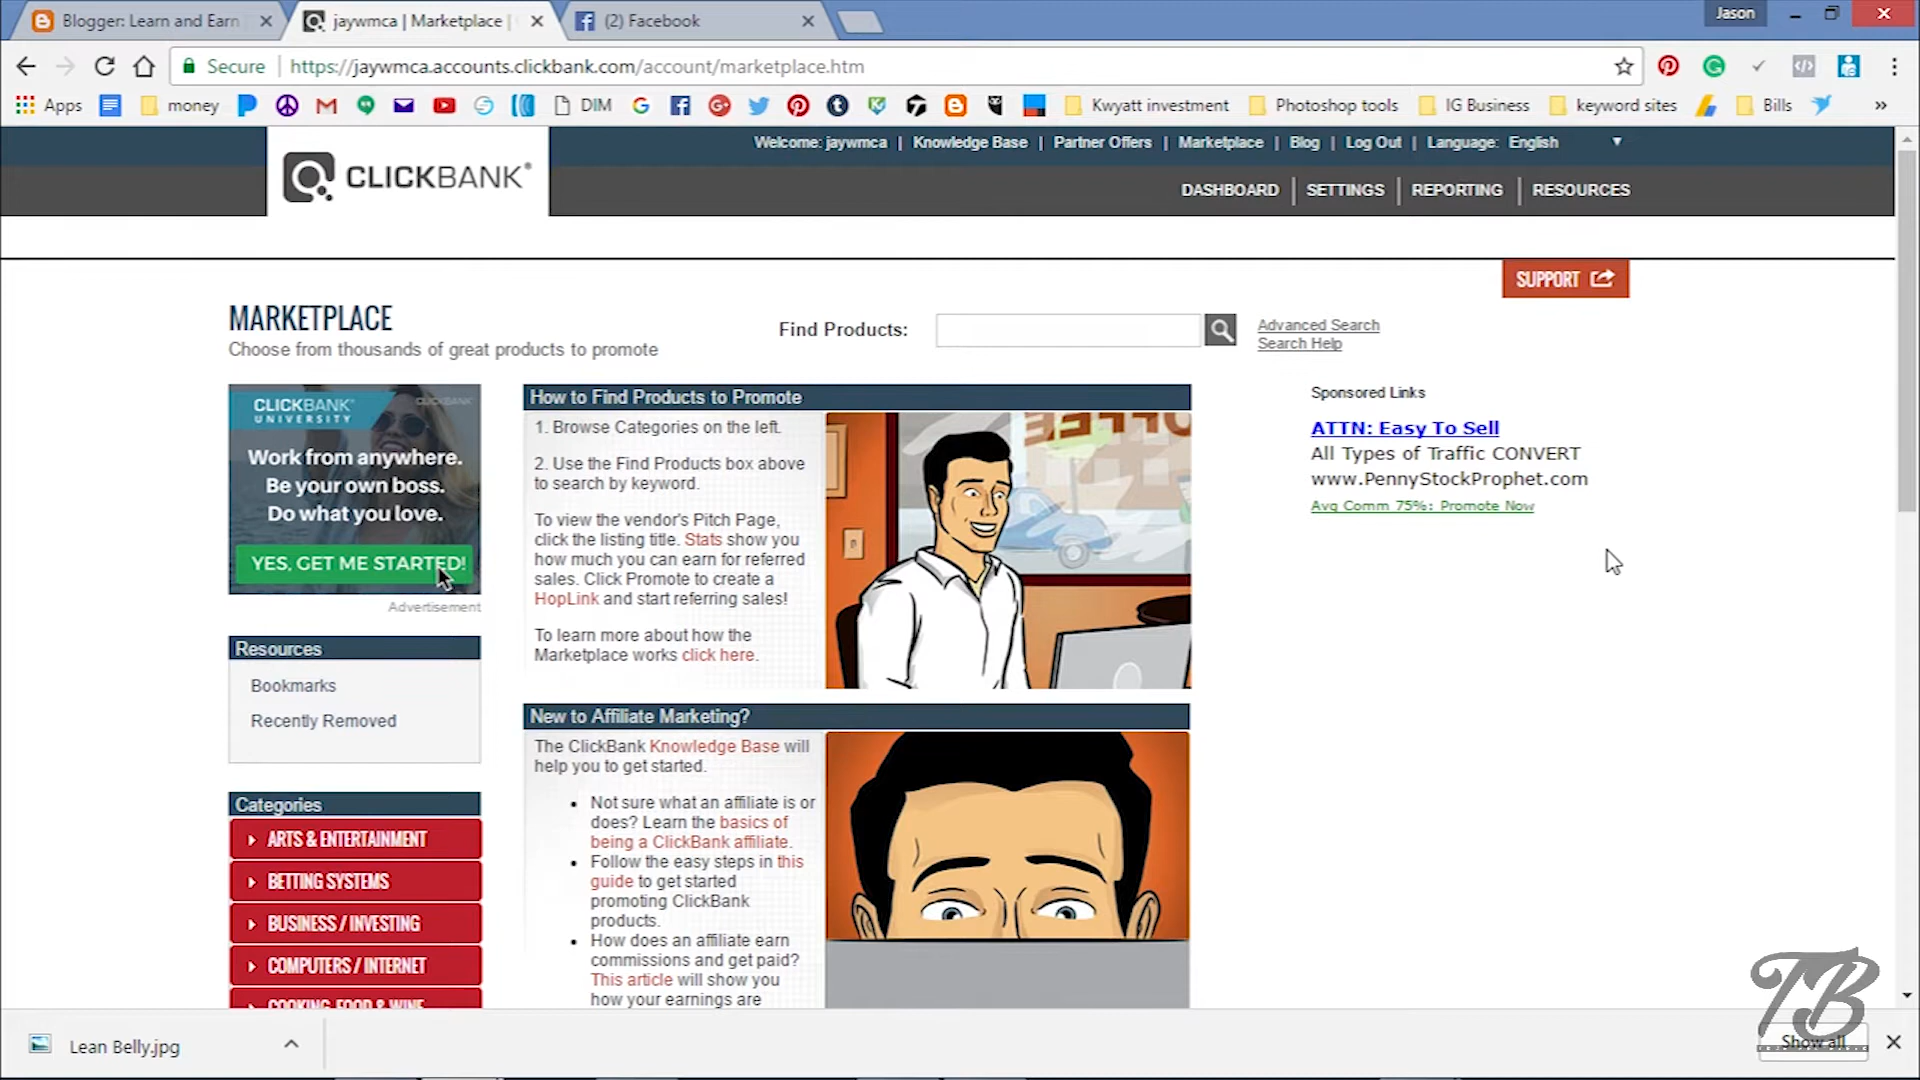 Blogger: Learn and Earn
jaywmca | Marketplace |
(2) Facebook
Jason
Secure
https://jaywmca.accounts.clickbank.com/account/marketplace.htm
Apps
money
DIM
Kwyatt investment
Photoshop tools
IG Business
keyword sites
Bills
»
Welcome: jaywmca | Knowledge Base | Partner Offers | Marketplace | Blog | Log Out | Language: English
CLICKBANK®
DASHBOARD | SETTINGS | REPORTING | RESOURCES
SUPPORT
MARKETPLACE
Choose from thousands of great products to promote
Find Products:
Advanced Search
Search Help
CLICKBANK®
UNIVERSITY
CLICKBANK
Work from anywhere.
Be your own boss.
Do what you love.
YES, GET ME STARTED!
Advertisement
Resources
Bookmarks
Recently Removed
Categories
ARTS & ENTERTAINMENT
BETTING SYSTEMS
BUSINESS / INVESTING
COMPUTERS / INTERNET
COOKING, FOOD & WINE
How to Find Products to Promote
1. Browse Categories on the left.
2. Use the Find Products box above
to search by keyword.
To view the vendor's Pitch Page,
click the listing title. Stats show you
how much you can earn for referred
sales. Click Promote to create a
HopLink and start referring sales!
To learn more about how the
Marketplace works click here.
New to Affiliate Marketing?
The ClickBank Knowledge Base will
help you to get started.
• Not sure what an affiliate is or
does? Learn the basics of
being a ClickBank affiliate.
• Follow the easy steps in this
guide to get started
promoting ClickBank
products.
• How does an affiliate earn
commissions and get paid?
This article will show you
how your earnings are
Sponsored Links
ATTN: Easy To Sell
All Types of Traffic CONVERT
www.PennyStockProphet.com
Avg Comm 75%: Promote Now
Lean Belly.jpg
TB
Show all